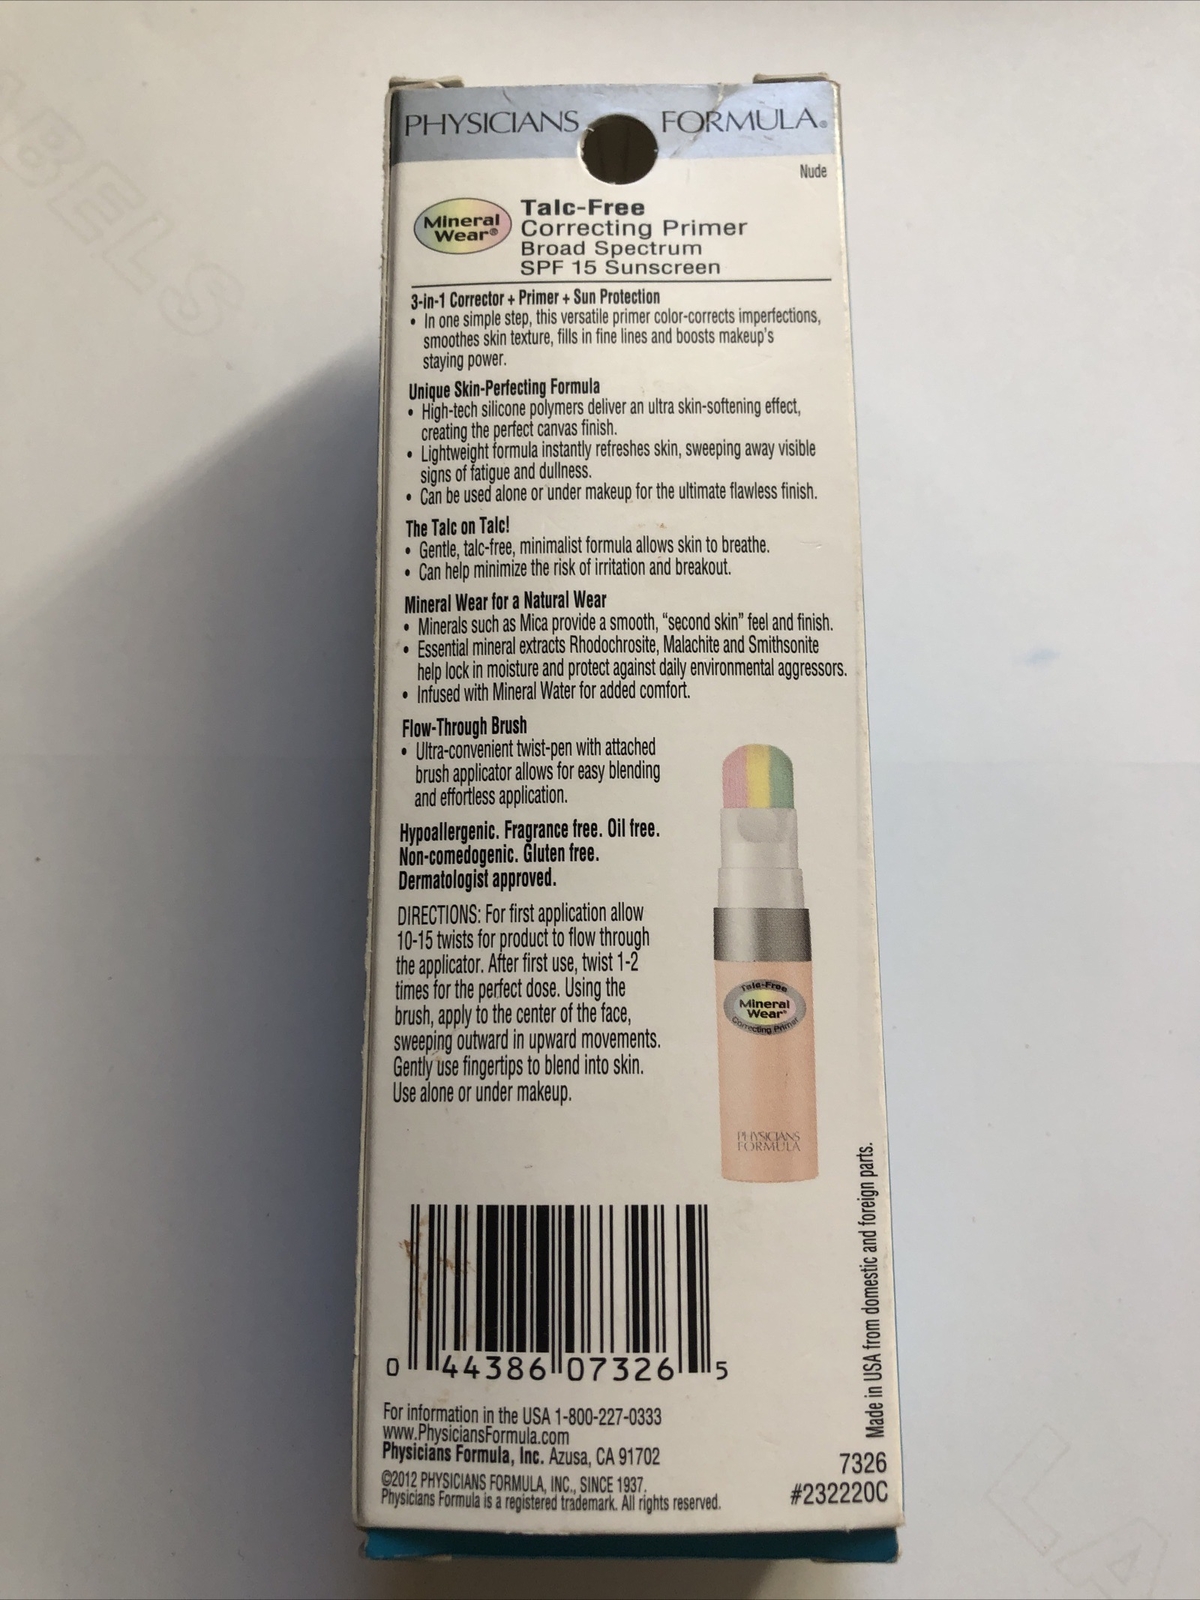 PHYSICIANS FORMULA®
Nude
Mineral
Wear®
Talc-Free
Correcting Primer
Broad Spectrum
SPF 15 Sunscreen
3-in-1 Corrector + Primer + Sun Protection
• In one simple step, this versatile primer color-corrects imperfections,
smoothes skin texture, fills in fine lines and boosts makeup's
staying power.
Unique Skin-Perfecting Formula
• High-tech silicone polymers deliver an ultra skin-softening effect,
creating the perfect canvas finish.
• Lightweight formula instantly refreshes skin, sweeping away visible
signs of fatigue and dullness.
• Can be used alone or under makeup for the ultimate flawless finish.
The Talc on Talc!
• Gentle, talc-free, minimalist formula allows skin to breathe.
• Can help minimize the risk of irritation and breakout.
Mineral Wear for a Natural Wear
• Minerals such as Mica provide a smooth, "second skin" feel and finish.
• Essential mineral extracts Rhodochrosite, Malachite and Smithsonite
help lock in moisture and protect against daily environmental aggressors.
• Infused with Mineral Water for added comfort.
Flow-Through Brush
• Ultra-convenient twist-pen with attached
brush applicator allows for easy blending
and effortless application.
Hypoallergenic. Fragrance free. Oil free.
Non-comedogenic. Gluten free.
Dermatologist approved.
DIRECTIONS: For first application allow
10-15 twists for product to flow through
the applicator. After first use, twist 1-2
times for the perfect dose. Using the
brush, apply to the center of the face,
sweeping outward in upward movements.
Gently use fingertips to blend into skin.
Use alone or under makeup.
Talc-Free
Mineral
Wear®
Correcting Primer
PHYSICIANS
FORMULA
Made in USA from domestic and foreign parts.
0 44386 07326 5
For information in the USA 1-800-227-0333
www.PhysiciansFormula.com
Physicians Formula, Inc. Azusa, CA 91702
©2012 PHYSICIANS FORMULA, INC., SINCE 1937.
Physicians Formula is a registered trademark. All rights reserved.
7326
#232220C
ABELS
LA